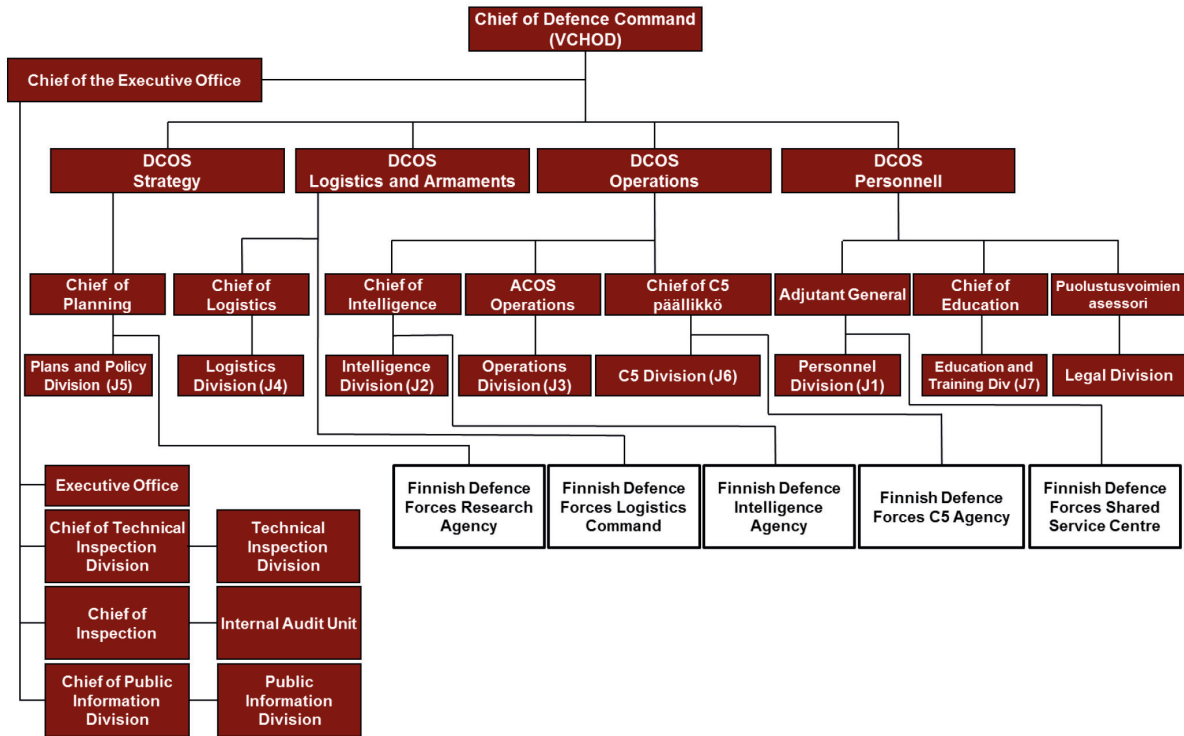 Chief of Defence Command
(VCHOD)
Chief of the Executive Office
DCOS
Strategy
DCOS
Logistics and Armaments
DCOS
Operations
DCOS
Personnell
Chief of
Planning
Chief of
Logistics
Chief of
Intelligence
ACOS
Operations
Chief of C5
päällikkö
Adjutant General
Chief of
Education
Puolustusvoimien
asessori
Plans and Policy
Division (J5)
Logistics
Division (J4)
Intelligence
Division (J2)
Operations
Division (J3)
C5 Division (J6)
Personnel
Division (J1)
Education and
Training Div (J7)
Legal Division
Finnish Defence
Forces Research
Agency
Finnish Defence
Forces Logistics
Command
Finnish Defence
Intelligence
Agency
Finnish Defence
Forces C5 Agency
Finnish Defence
Forces Shared
Service Centre
Executive Office
Chief of Technical
Inspection
Division
Technical
Inspection
Division
Chief of
Inspection
Internal Audit Unit
Chief of Public
Information
Division
Public
Information
Division